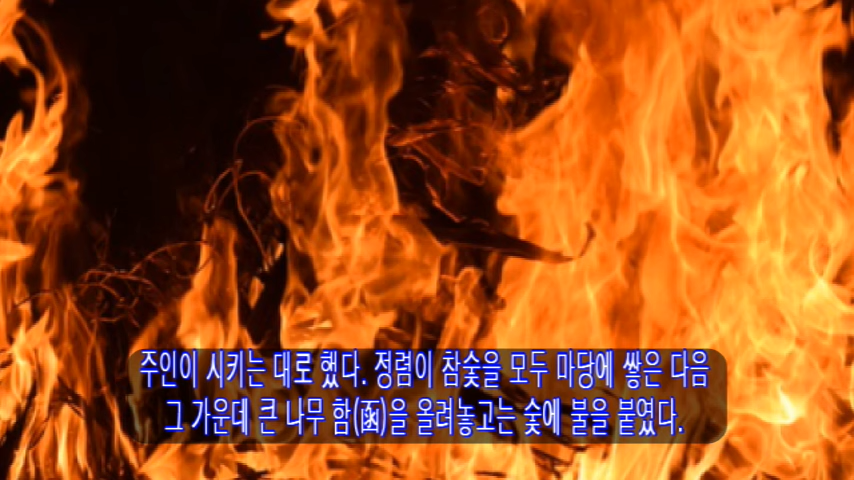 주인이 시키는 대로 했다. 정렴이 참숯을 모두 마당에 쌓은 다음
그 가운데 큰 나무 함(函)을 올려놓고는 숯에 불을 붙였다.